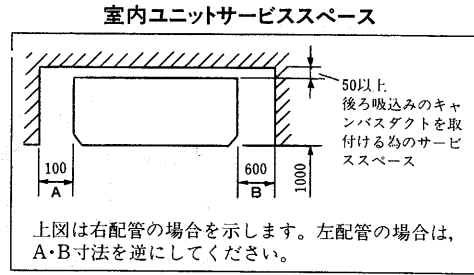 室内ユニットサービススペース
50以上
後ろ吸込みのキャ
ンバスダクトを取
付ける為のサービ
ススペース
100
A
600
B
1000
上図は右配管の場合を示します。左配管の場合は,
A・B寸法を逆にしてください。